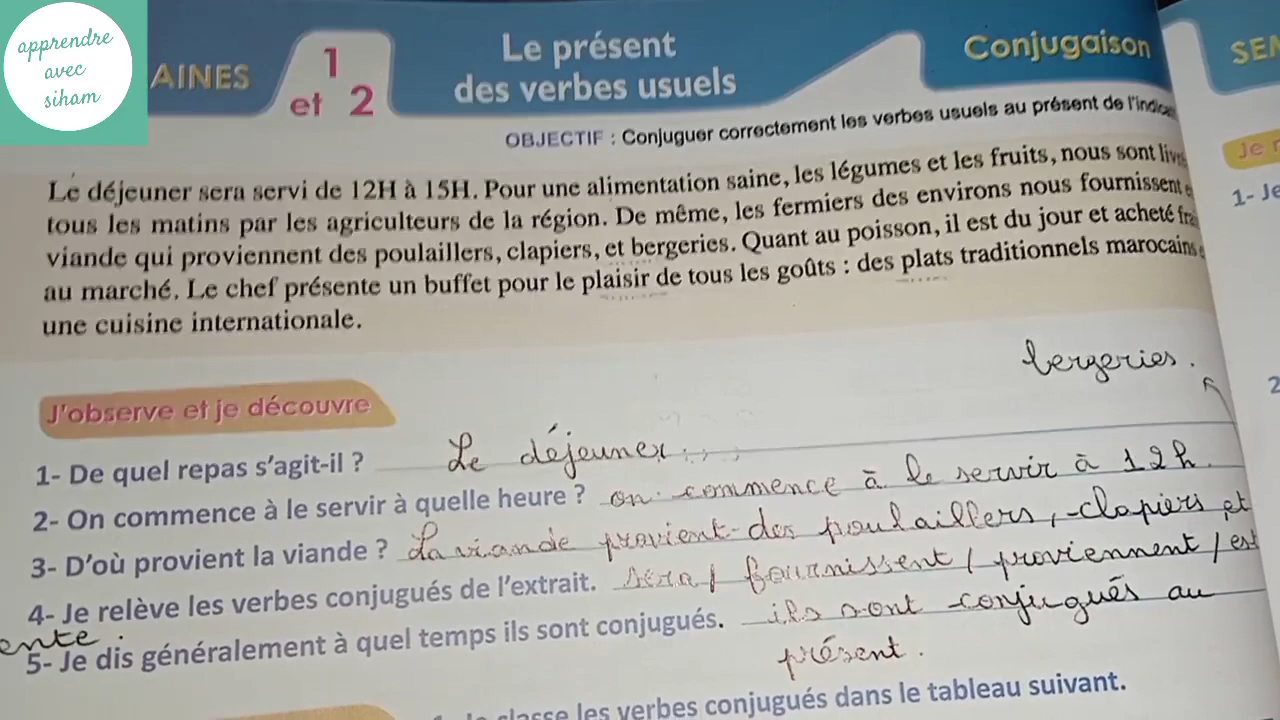 apprendre
avec
siham
AINES
1
et 2
Le présent
des verbes usuels
Conjugaison
OBJECTIF : Conjuguer correctement les verbes usuels au présent de l'indica
Le déjeuner sera servi de 12H à 15H. Pour une alimentation saine, les légumes et les fruits, nous sont liv
tous les matins par les agriculteurs de la région. De même, les fermiers des environs nous fournissent
viande qui proviennent des poulaillers, clapiers, et bergeries. Quant au poisson, il est du jour et acheté fra
au marché. Le chef présente un buffet pour le plaisir de tous les goûts : des plats traditionnels marocains
une cuisine internationale.
bergeries.
J'observe et je découvre
1- De quel repas s'agit-il ? Le déjeuner
2- On commence à le servir à quelle heure ? on commence à le servir à 12h.
3- D'où provient la viande ? La viande provient des poulaillers, clapiers et
4- Je relève les verbes conjugués de l'extrait. sera / fournissent / proviennent / est
ente
5- Je dis généralement à quel temps ils sont conjugués. ils sont conjugués au
présent.
classe les verbes conjugués dans le tableau suivant.
SE
Je
1- Je
2